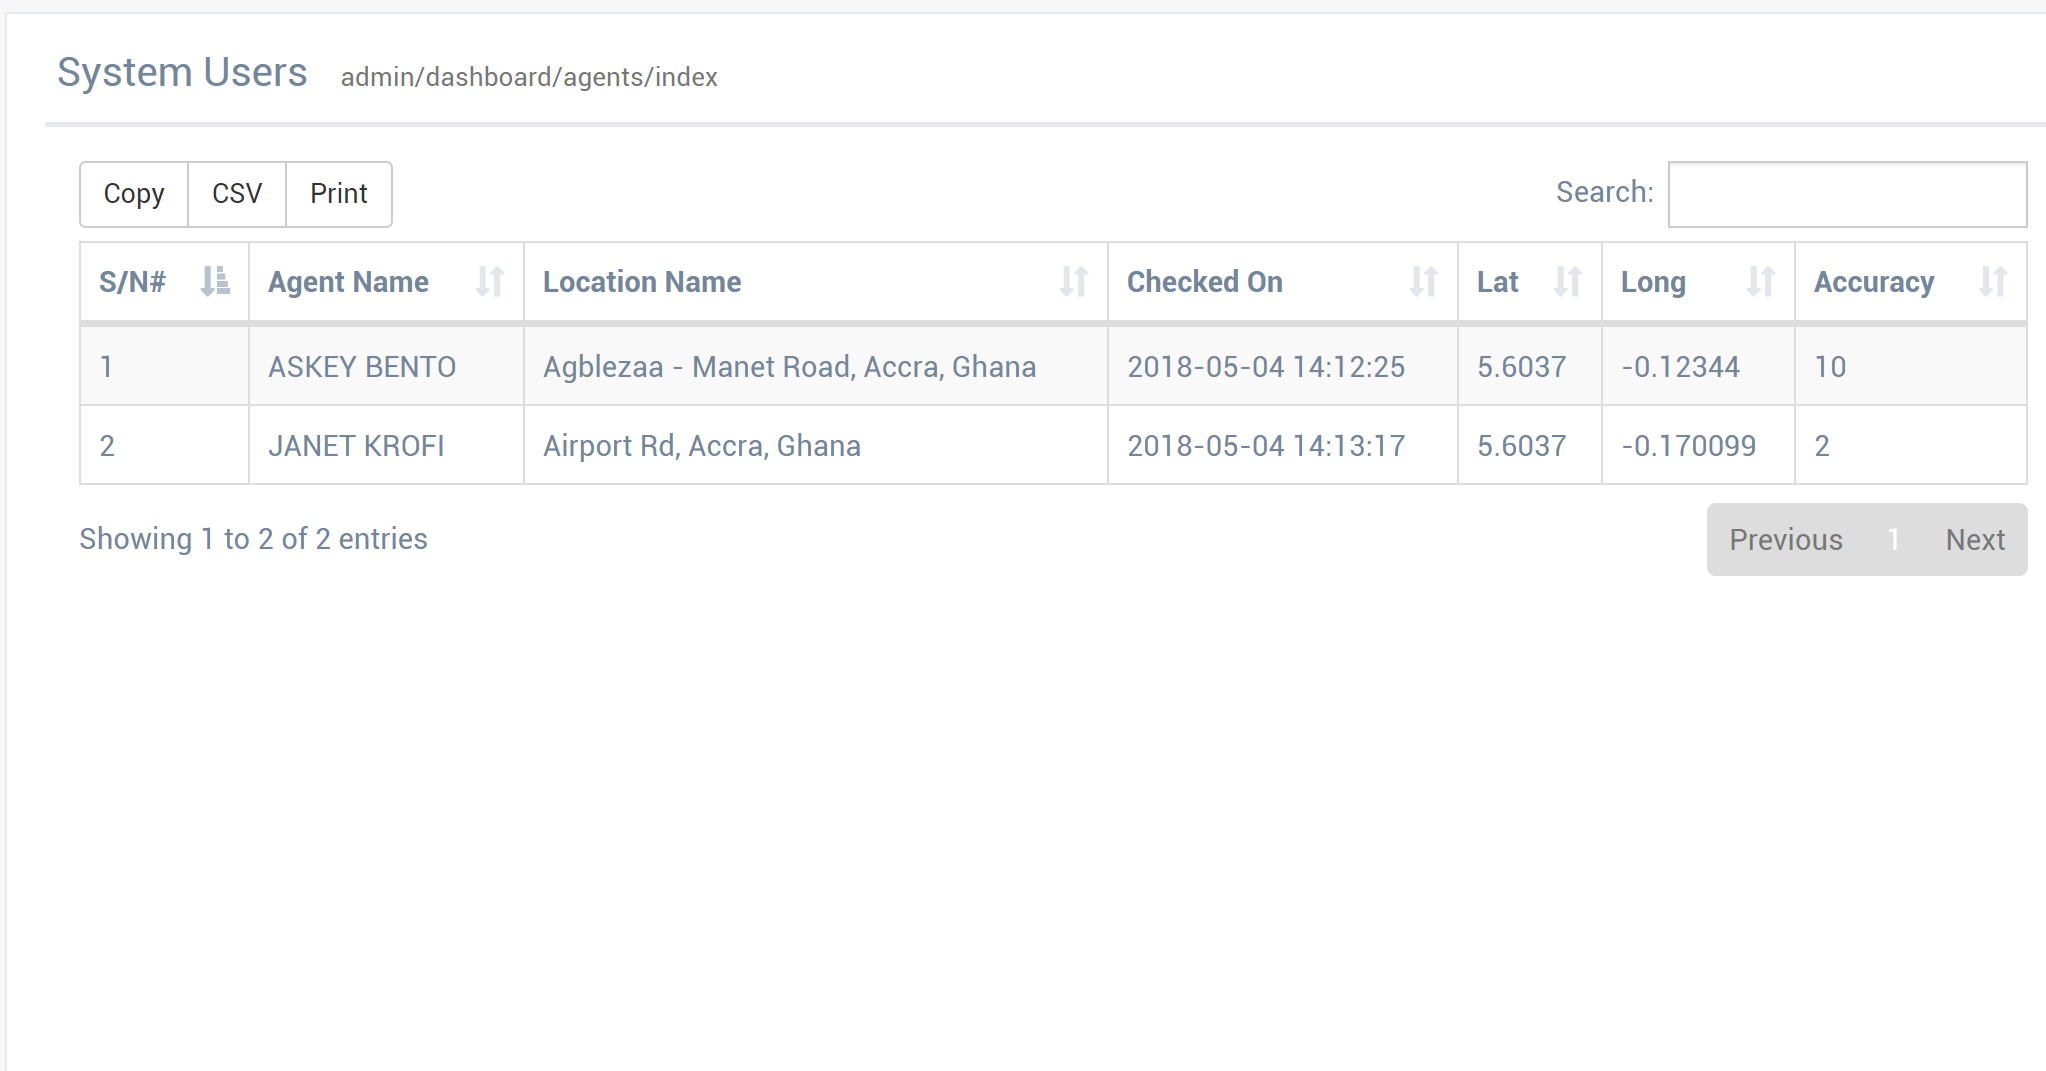 System Users admin/dashboard/agents/index
Copy CSV Print Search:
S/N# Agent Name Location Name Checked On Lat Long Accuracy
1 ASKEY BENTO Agblezaa - Manet Road, Accra, Ghana 2018-05-04 14:12:25 5.6037 -0.12344 10
2 JANET KROFI Airport Rd, Accra, Ghana 2018-05-04 14:13:17 5.6037 -0.170099 2
Showing 1 to 2 of 2 entries Previous 1 Next